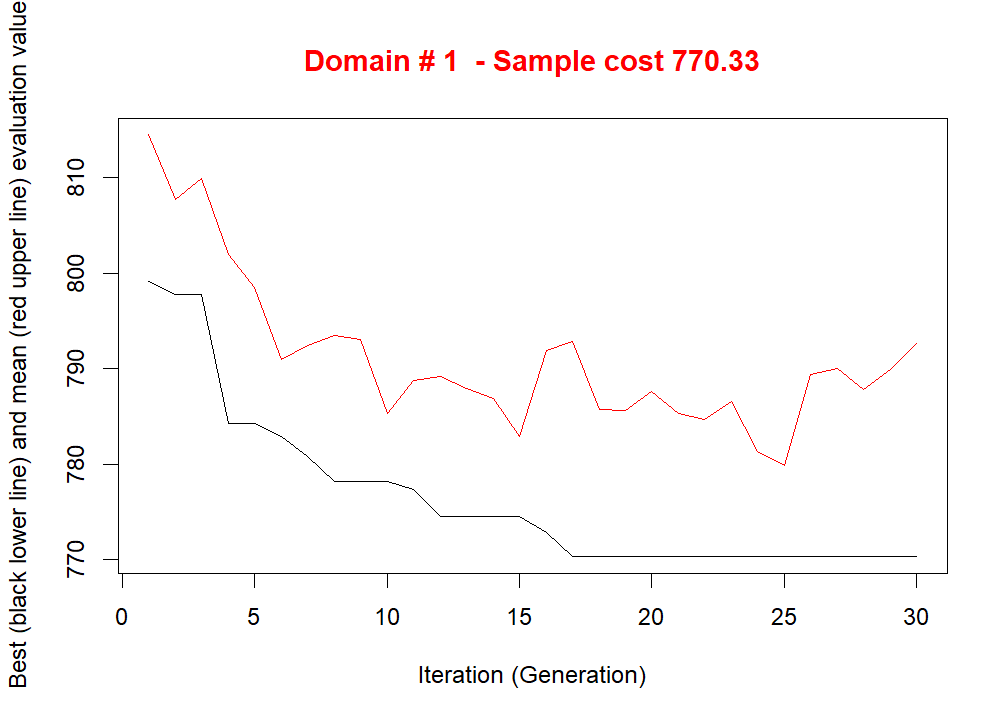 Domain # 1  - Sample cost 770.33
Best (black lower line) and mean (red upper line) evaluation value
810
800
790
780
770
0 5 10 15 20 25 30
Iteration (Generation)